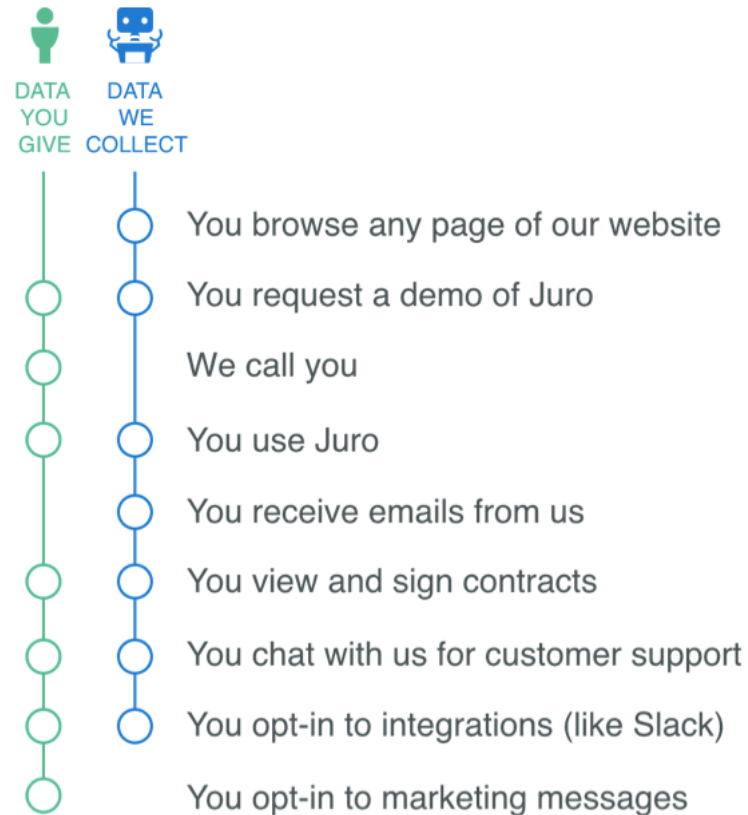 DATA YOU GIVE
DATA WE COLLECT
You browse any page of our website
You request a demo of Juro
We call you
You use Juro
You receive emails from us
You view and sign contracts
You chat with us for customer support
You opt-in to integrations (like Slack)
You opt-in to marketing messages